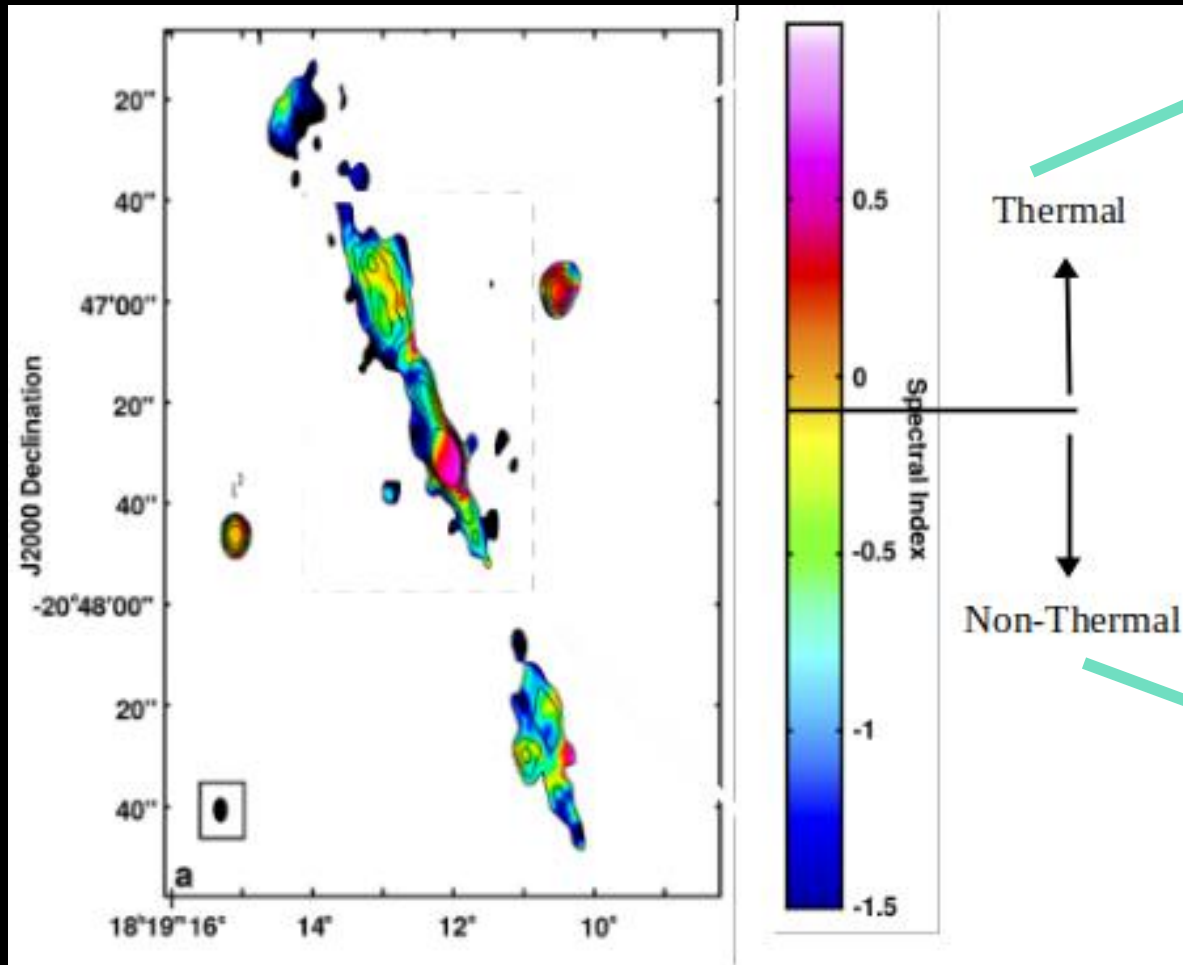 J2000 Declination
20"
40"
47'00"
20"
40"
-20°48'00"
20"
40"
a
18ʰ19ᵐ16ˢ
14ˢ
12ˢ
10ˢ
0.5
0
-0.5
-1
-1.5
Spectral Index
Thermal
Non-Thermal